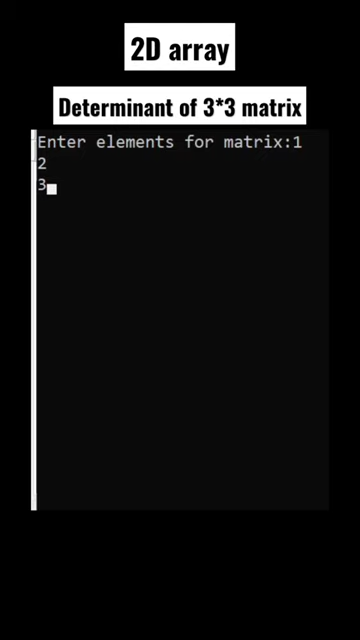 2D array
Determinant of 3*3 matrix
Enter elements for matrix:1
2
3